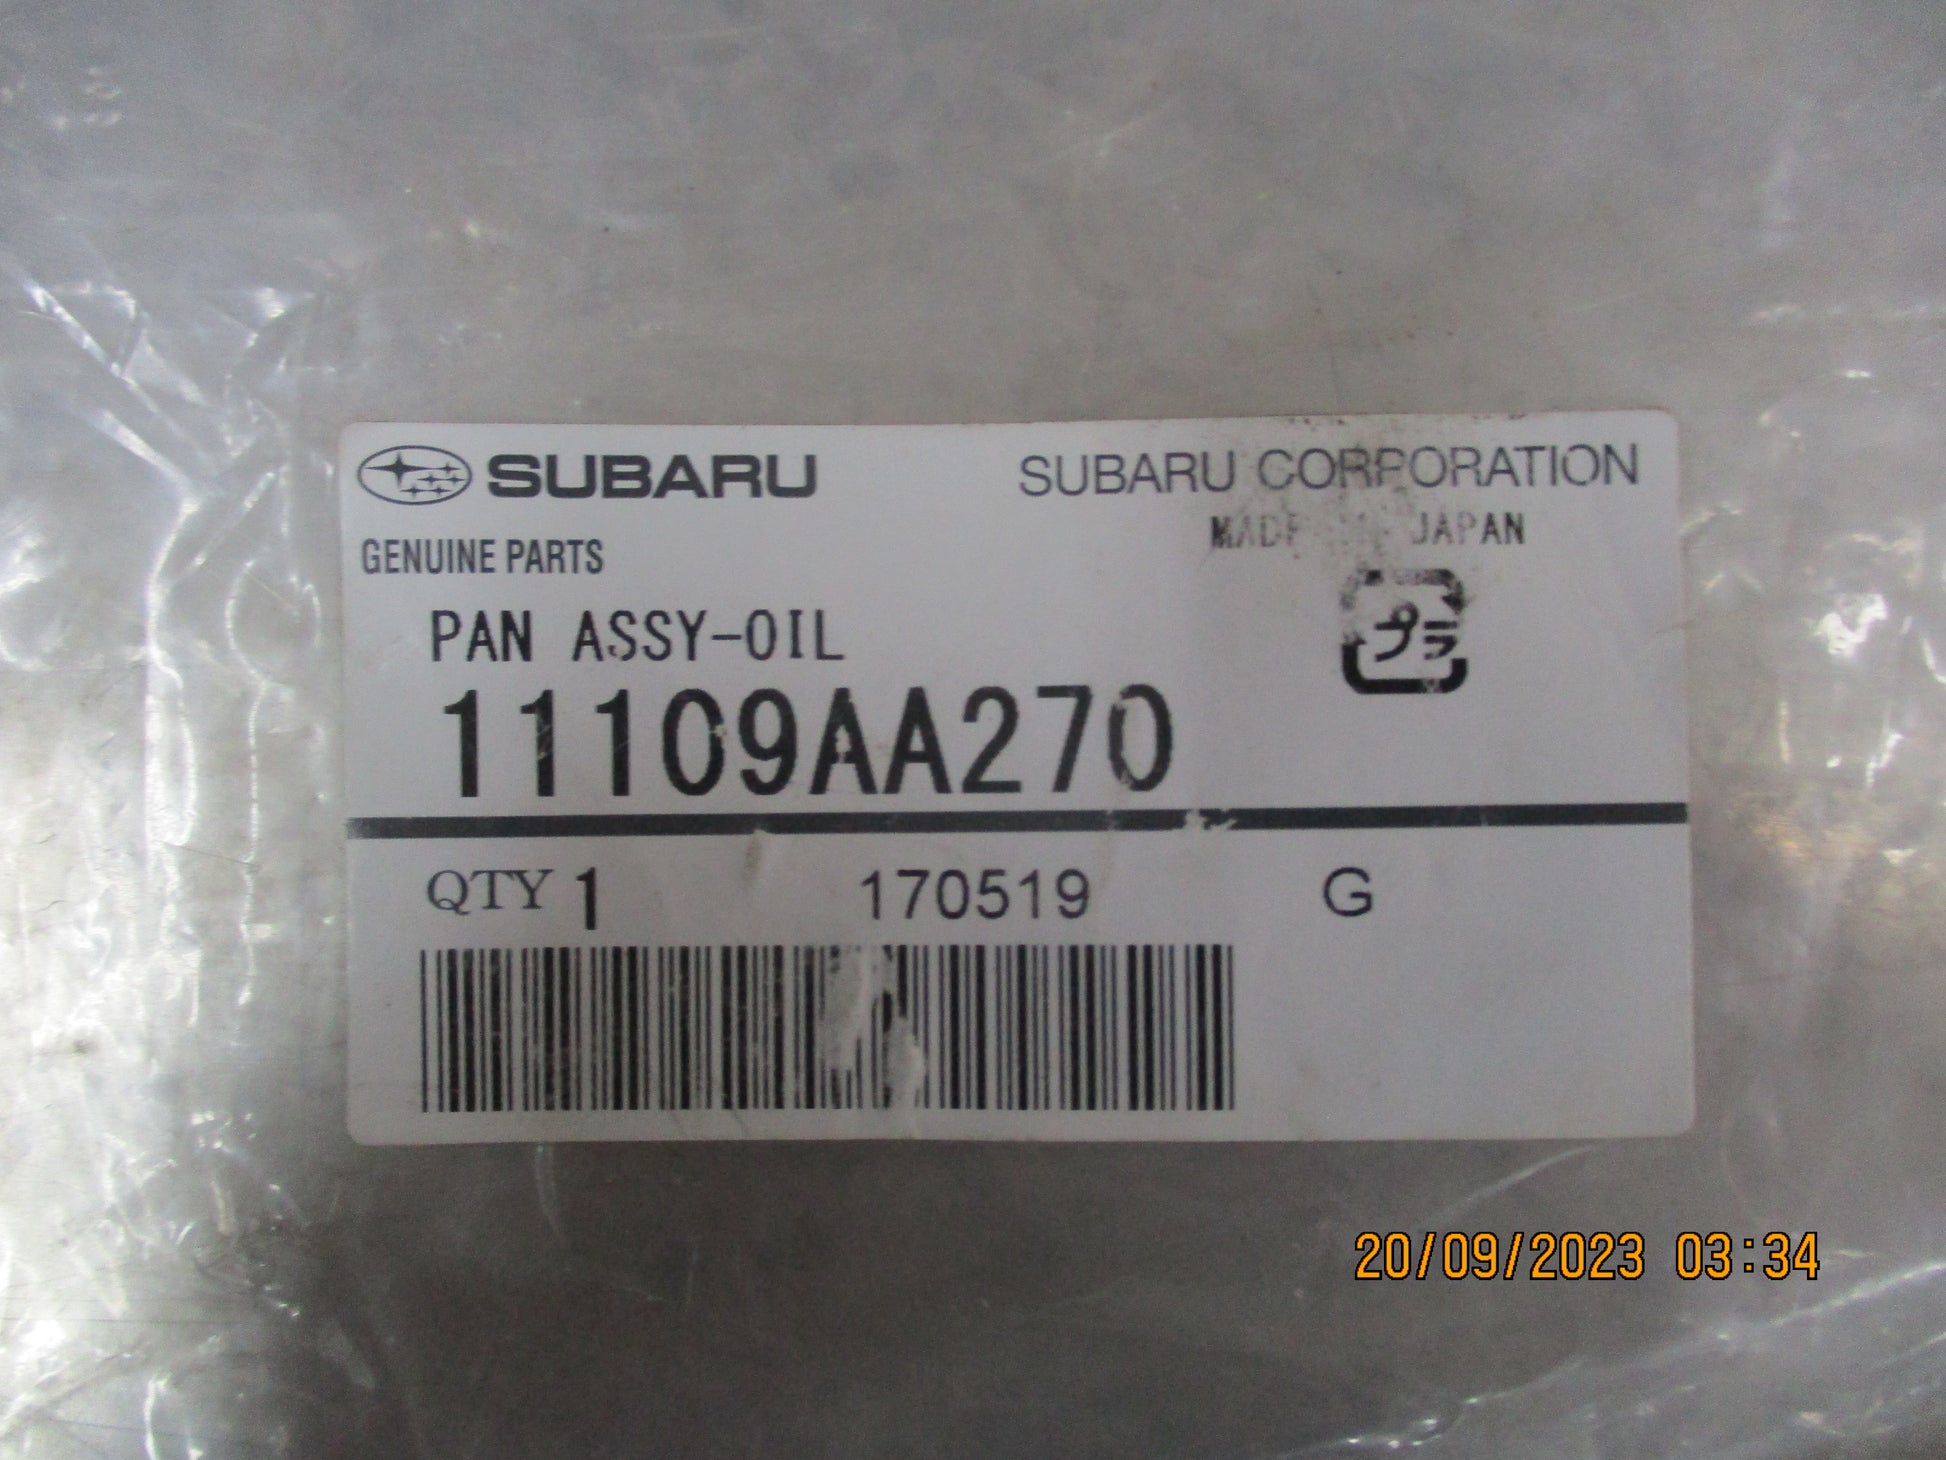 SUBARU SUBARU CORPORATION
MADE JAPAN
GENUINE PARTS
PAN ASSY-OIL
プラ
11109AA270
QTY 1 170519 G
20/09/2023 03:34